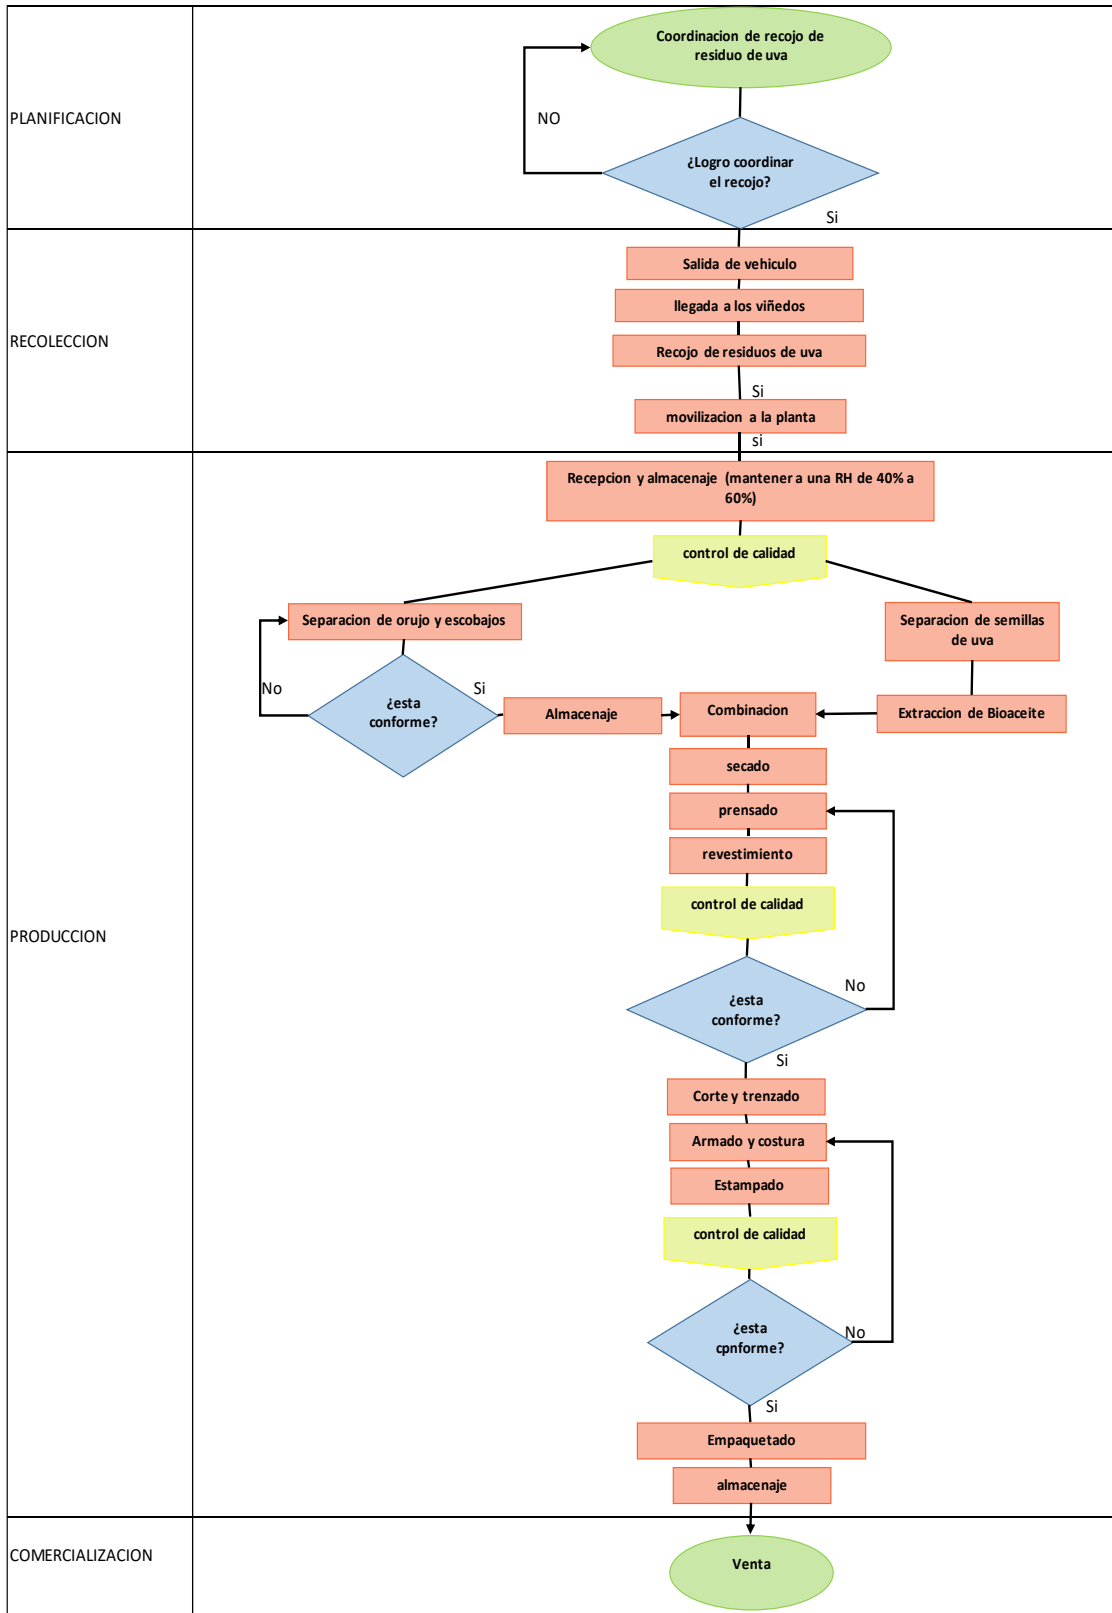 PLANIFICACION
Coordinacion de recojo de
residuo de uva
NO
¿Logro coordinar
el recojo?
Si
RECOLECCION
Salida de vehiculo
llegada a los viñedos
Recojo de residuos de uva
Si
movilizacion a la planta
si
PRODUCCION
Recepcion y almacenaje (mantener a una RH de 40% a
60%)
control de calidad
Separacion de orujo y escobajos
Separacion de semillas
de uva
No
¿esta
conforme?
Si
Almacenaje
Combinacion
Extraccion de Bioaceite
secado
prensado
revestimiento
control de calidad
¿esta
conforme?
No
Si
Corte y trenzado
Armado y costura
Estampado
control de calidad
¿esta
cpnforme?
No
Si
Empaquetado
almacenaje
COMERCIALIZACION
Venta